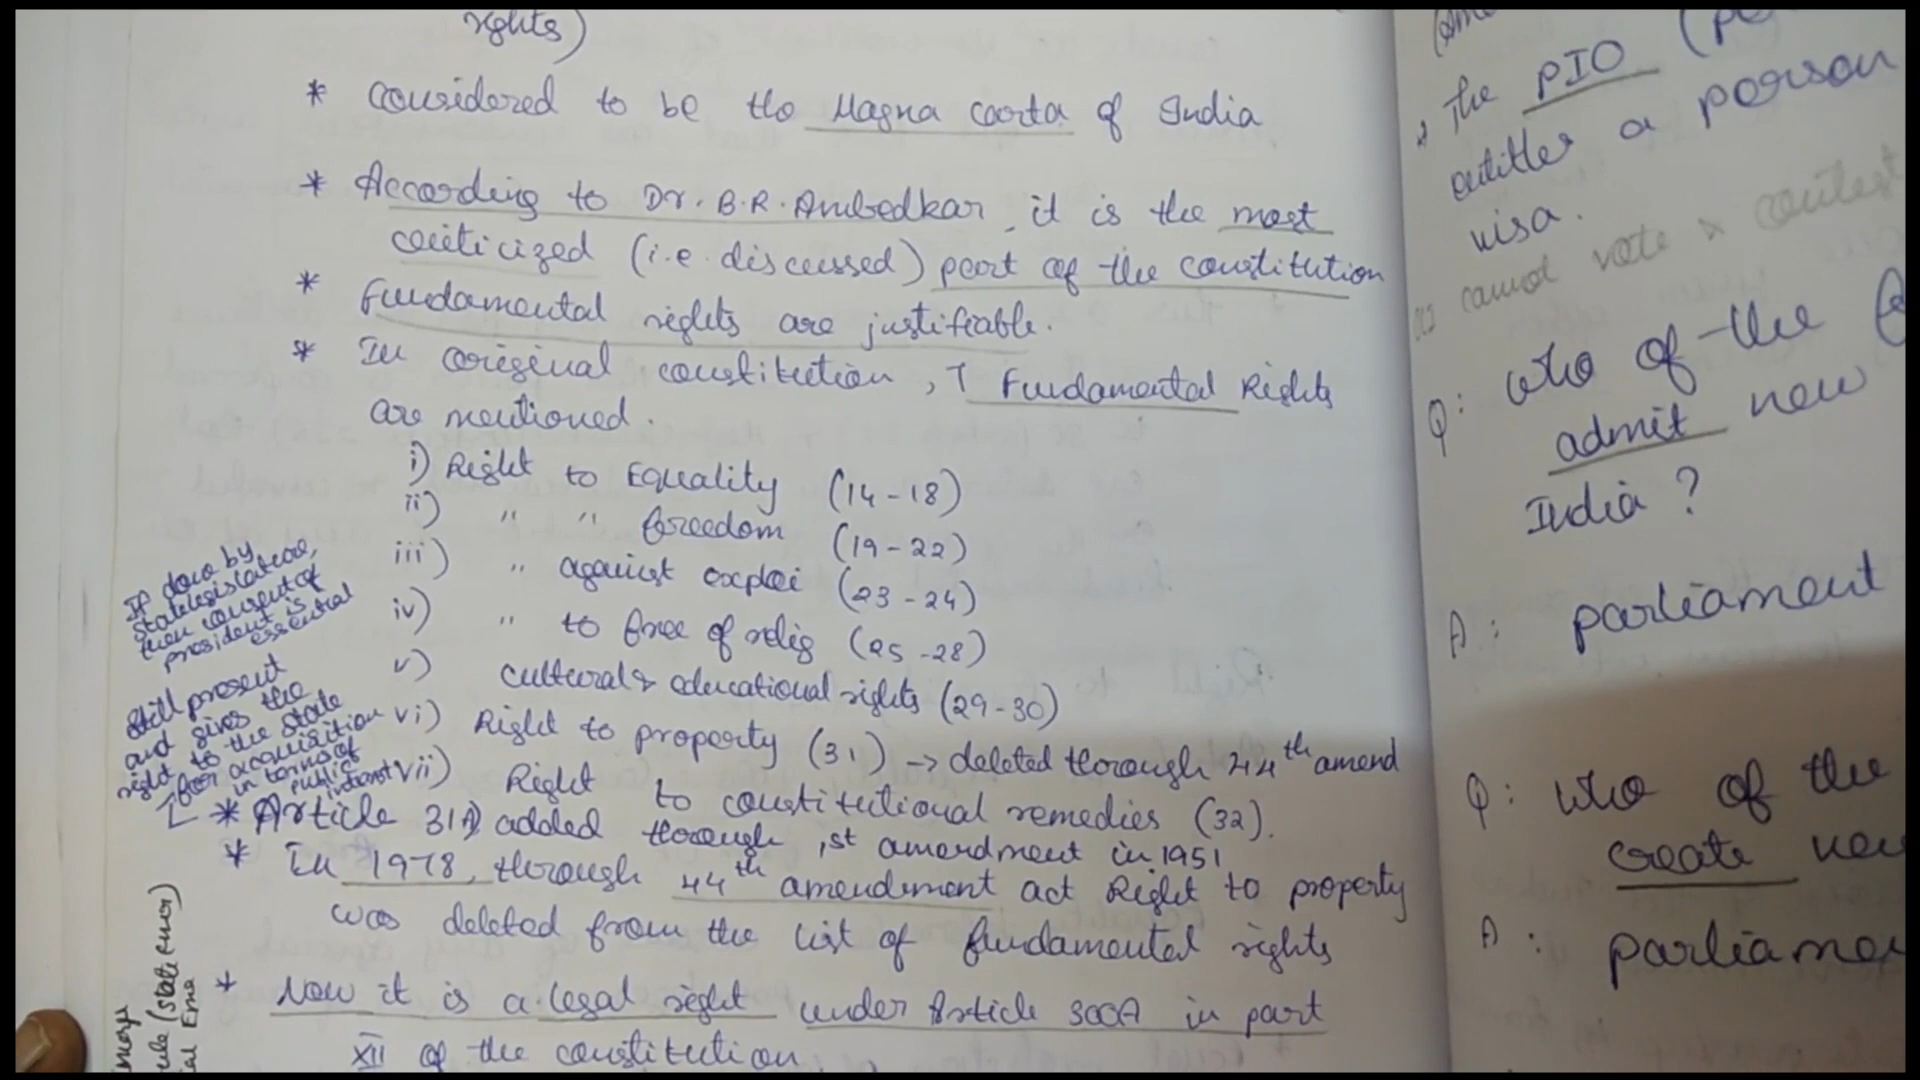 rights)
* Considered to be the Magna Carta of India
* According to Dr. B.R. Ambedkar, it is the most
criticized (i.e. discussed) part of the constitution
* Fundamental rights are justifiable.
* In original constitution, 7 Fundamental Rights
are mentioned.
i) Right to Equality (14-18)
ii) " " freedom (19-22)
iii) " against exploi (23-24)
iv) " to free of relig (25-28)
v) cultural & educational rights (29-30)
vi) Right to property (31) → deleted through 44th amend
vii) Right to constitutional remedies (32).
* Article 31A added through 1st amendment in 1951
* In 1978, through 44th amendment act Right to property
was deleted from the list of fundamental rights
* Now it is a legal right under Article 300A in part
XII of the constitution
If done by
state legislature,
then consent of
president is
essential
still present
and gives the
right to the state
for acquisition
in terms of
public
interest
The PIO
entitles a person
visa.
cannot vote & contest
Q: who of the
admit new
India?
A: parliament
Q: who of the
create new
A: parliamen